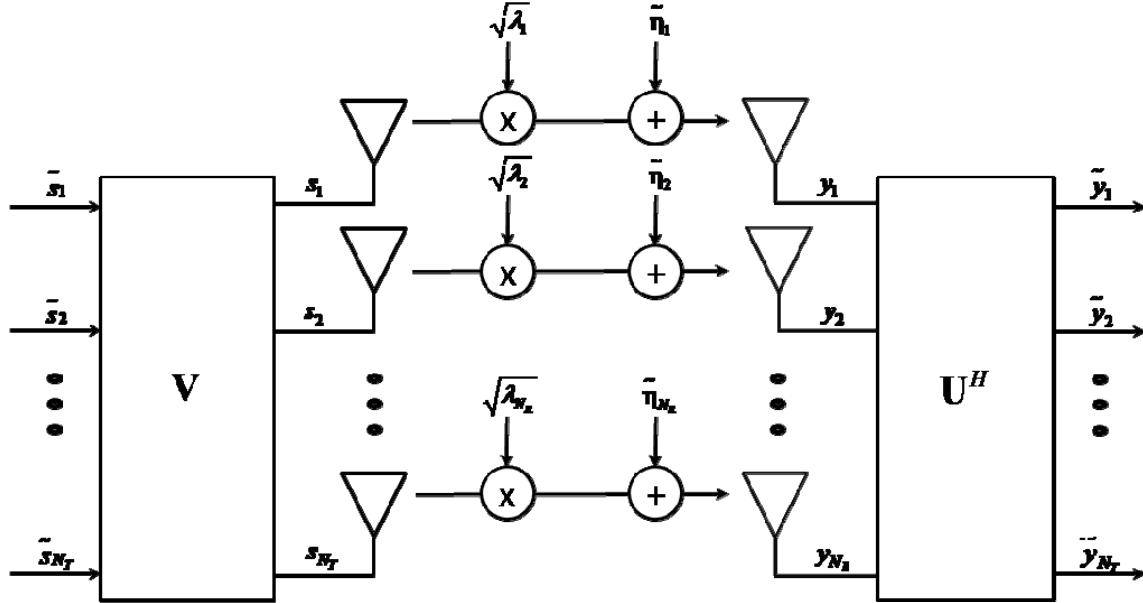 √λ₁ η̃₁
x +
s̃₁ s₁ y₁ ỹ₁
√λ₂ η̃₂
x +
s̃₂ s₂ y₂ ỹ₂
V Uᴴ
√λ_{N_R} η̃_{N_R}
x +
s̃_{N_T} s_{N_T} y_{N_R} ỹ_{N_T}